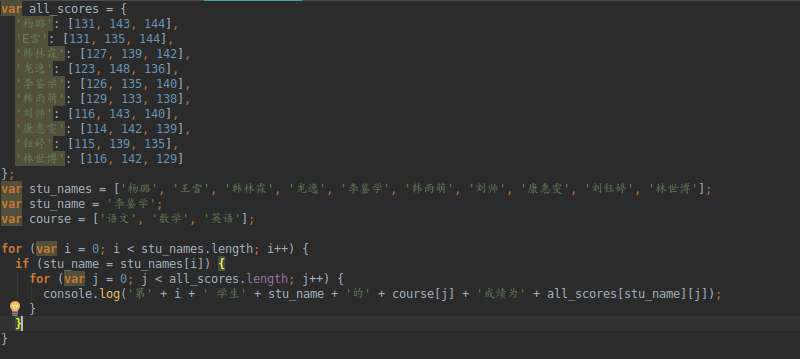 var all_scores = {
'杨璐': [131, 143, 144],
'E雪': [131, 135, 144],
'韩林霖': [127, 139, 142],
'龙逸': [123, 148, 136],
'李鉴学': [126, 135, 140],
'韩雨萌': [129, 133, 138],
'刘帅': [116, 143, 140],
'康惠雯': [114, 142, 139],
'钰婷': [115, 139, 135],
'林世博': [116, 142, 129]
};
var stu_names = ['杨璐', '王雪', '韩林霖', '龙逸', '李鉴学', '韩雨萌', '刘帅', '康惠雯', '刘钰婷', '林世博'];
var stu_name = '李鉴学';
var course = ['语文', '数学', '英语'];
for (var i = 0; i < stu_names.length; i++) {
if (stu_name = stu_names[i]) {
for (var j = 0; j < all_scores.length; j++) {
console.log('第' + i + ' 学生' + stu_name + '的' + course[j] + '成绩为' + all_scores[stu_name][j]);
}
}
}